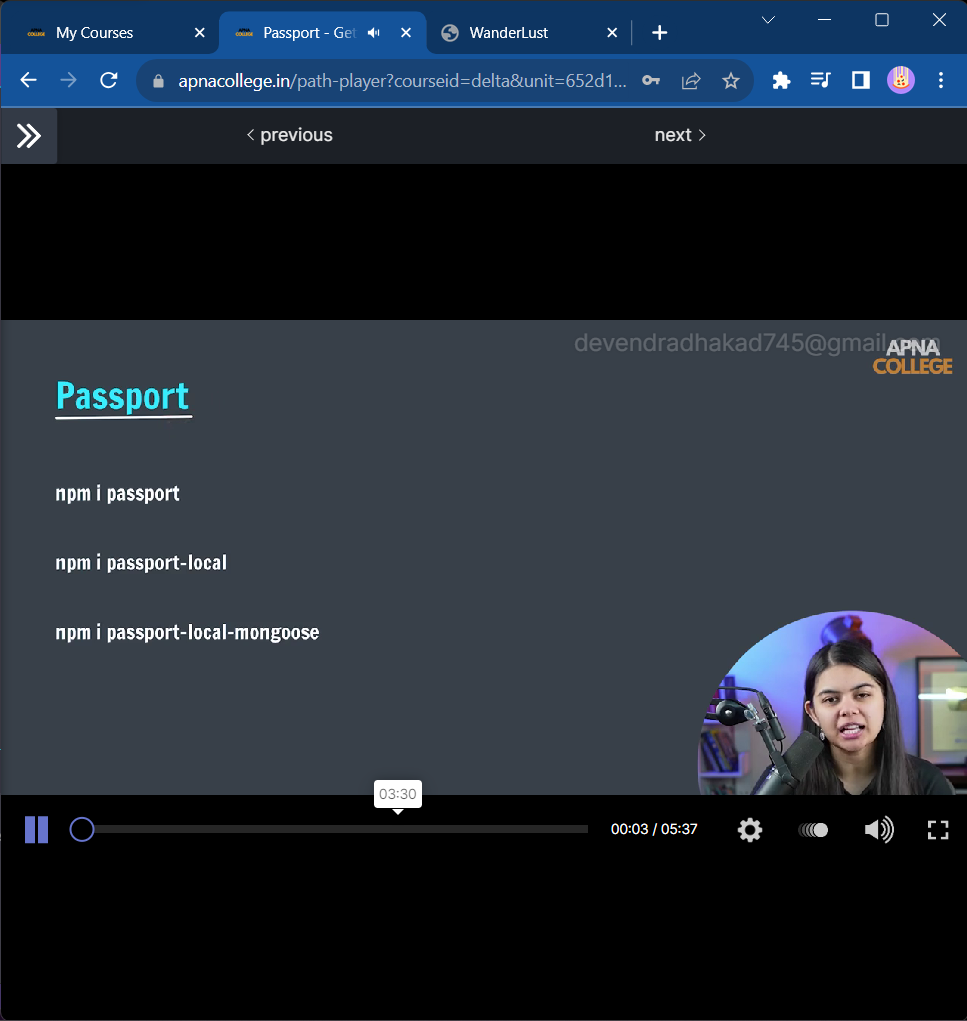 My Courses
Passport - Get
WanderLust
apnacollege.in/path-player?courseid=delta&unit=652d1...
previous
next
devendradhakad745@gmail
APNA
COLLEGE
Passport
npm i passport
npm i passport-local
npm i passport-local-mongoose
03:30
00:03 / 05:37